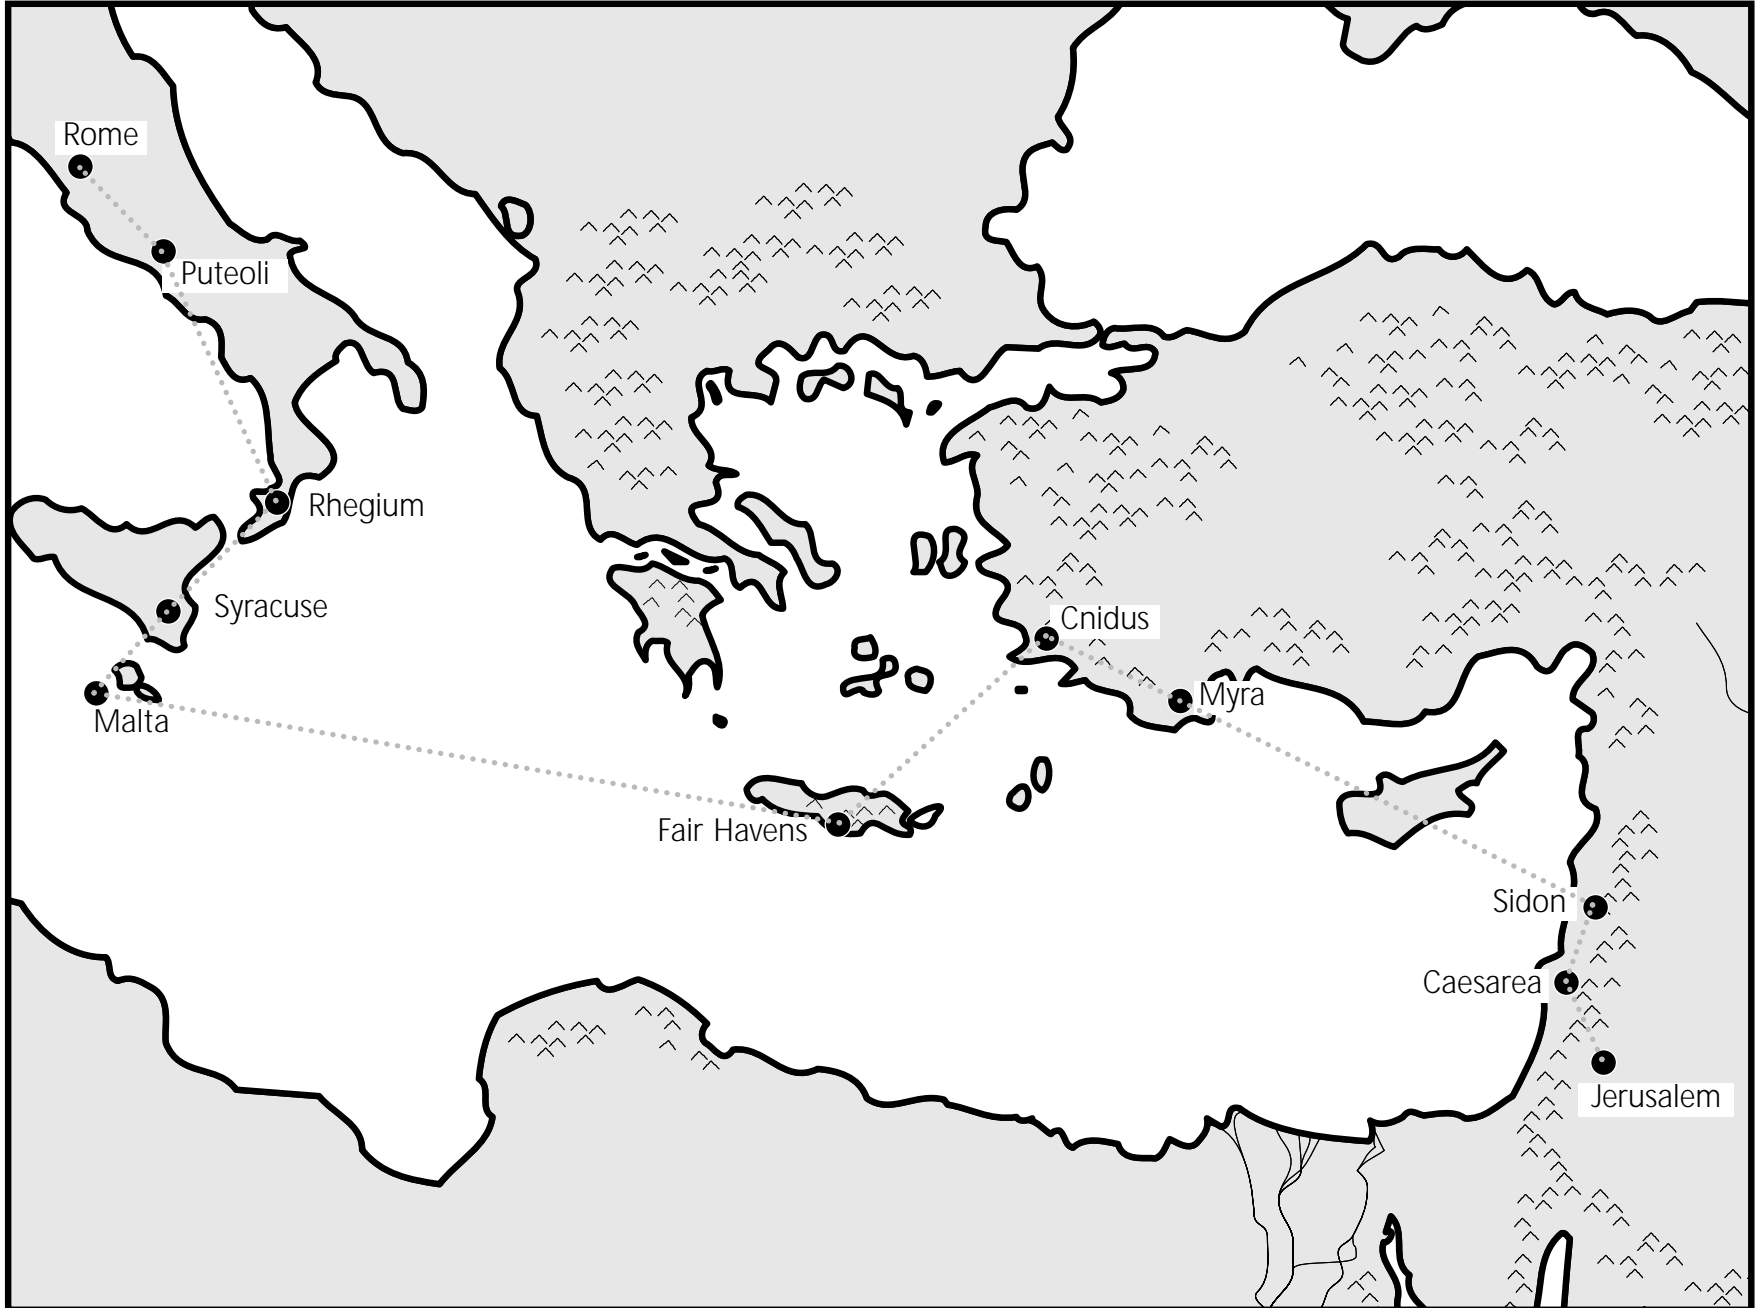 Rome
Puteoli
Rhegium
Syracuse
Cnidus
Myra
Malta
Fair Havens
Sidon
Caesarea
Jerusalem